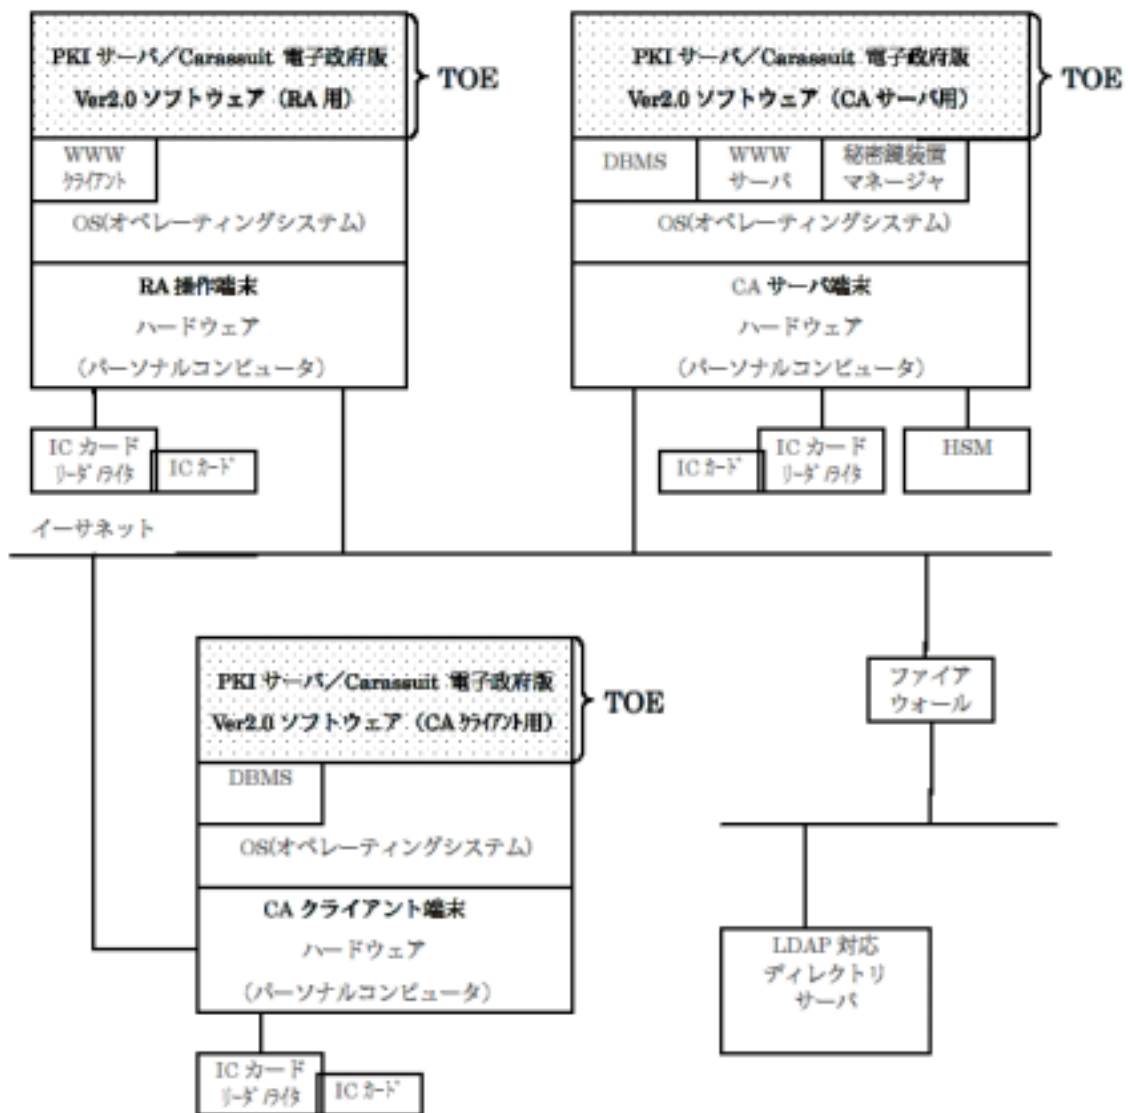 PKI サーバ／Carassuit 電子政府版
Ver2.0 ソフトウェア（RA 用）
TOE
WWW
クライアント
OS(オペレーティングシステム)
RA 操作端末
ハードウェア
（パーソナルコンピュータ）
IC カード
リーダ/ライタ
IC カード
PKI サーバ／Carassuit 電子政府版
Ver2.0 ソフトウェア（CA サーバ用）
TOE
DBMS
WWW
サーバ
秘密鍵装置
マネージャ
OS(オペレーティングシステム)
CA サーバ端末
ハードウェア
（パーソナルコンピュータ）
IC カード
IC カード
リーダ/ライタ
HSM
イーサネット
PKI サーバ／Carassuit 電子政府版
Ver2.0 ソフトウェア（CA クライアント用）
TOE
DBMS
OS(オペレーティングシステム)
CA クライアント端末
ハードウェア
（パーソナルコンピュータ）
IC カード
リーダ/ライタ
IC カード
ファイア
ウォール
LDAP 対応
ディレクトリ
サーバ